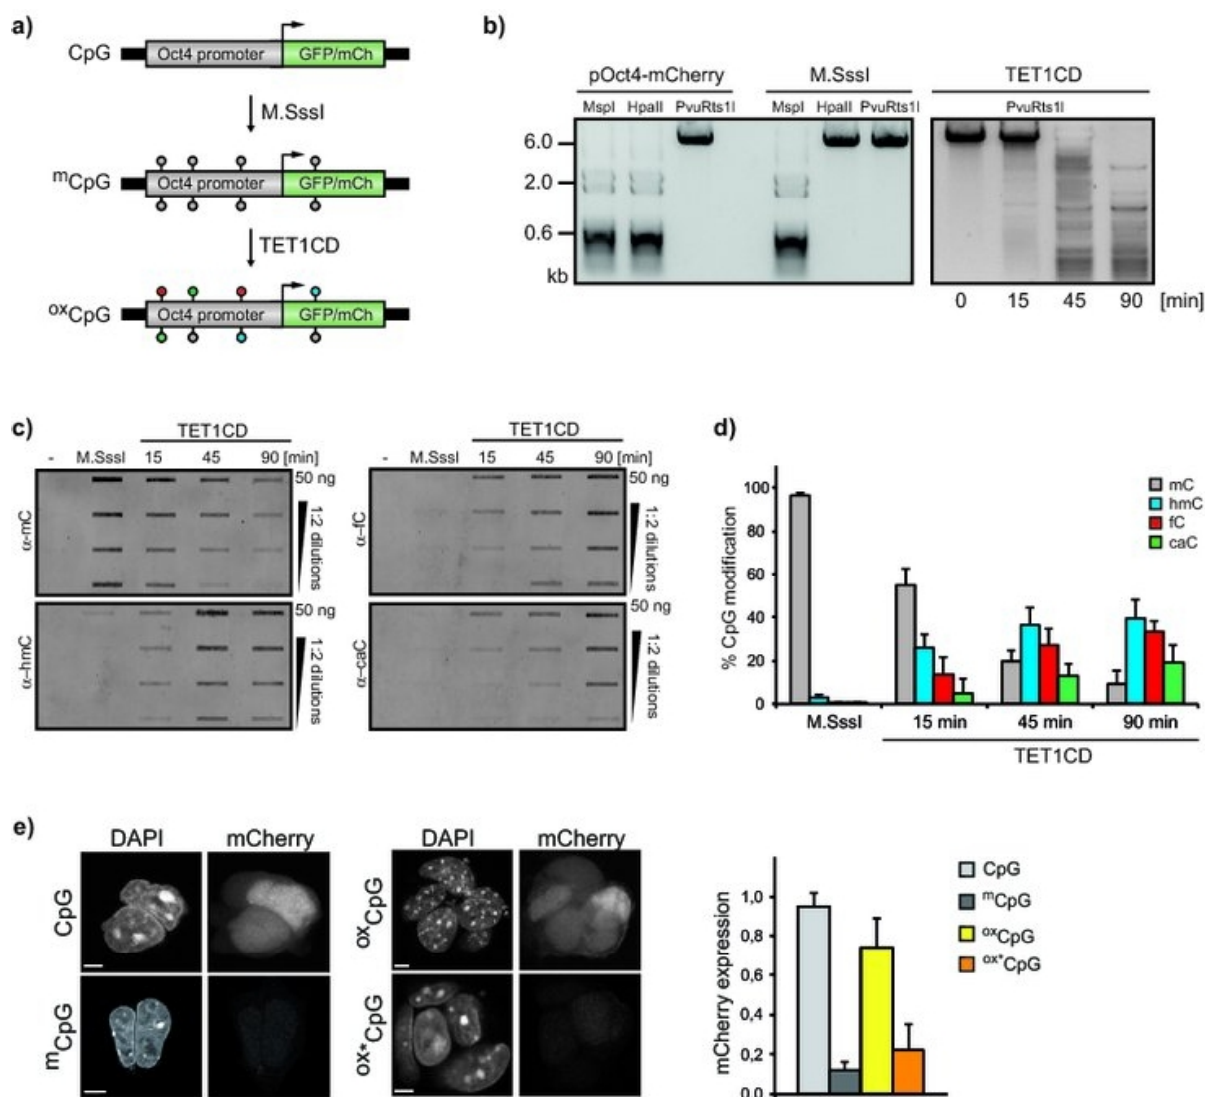 a)
CpG
Oct4 promoter GFP/mCh
M.SssI
mCpG
Oct4 promoter GFP/mCh
TET1CD
oxCpG
Oct4 promoter GFP/mCh
b)
pOct4-mCherry M.SssI TET1CD
MspI HpaII PvuRts1I MspI HpaII PvuRts1I PvuRts1I
6.0
2.0
0.6
kb
0 15 45 90 [min]
c)
TET1CD
- M.SssI 15 45 90 [min]
50 ng
α-mC
1:2 dilutions
50 ng
α-hmC
1:2 dilutions
TET1CD
- M.SssI 15 45 90 [min]
50 ng
α-fC
1:2 dilutions
50 ng
α-caC
1:2 dilutions
d)
% CpG modification
100
80
60
40
20
0
mC
hmC
fC
caC
M.SssI 15 min 45 min 90 min
TET1CD
e)
DAPI mCherry DAPI mCherry
CpG
mCpG
oxCpG
ox*CpG
mCherry expression
1,0
0,8
0,6
0,4
0,2
0,0
CpG
mCpG
oxCpG
ox*CpG